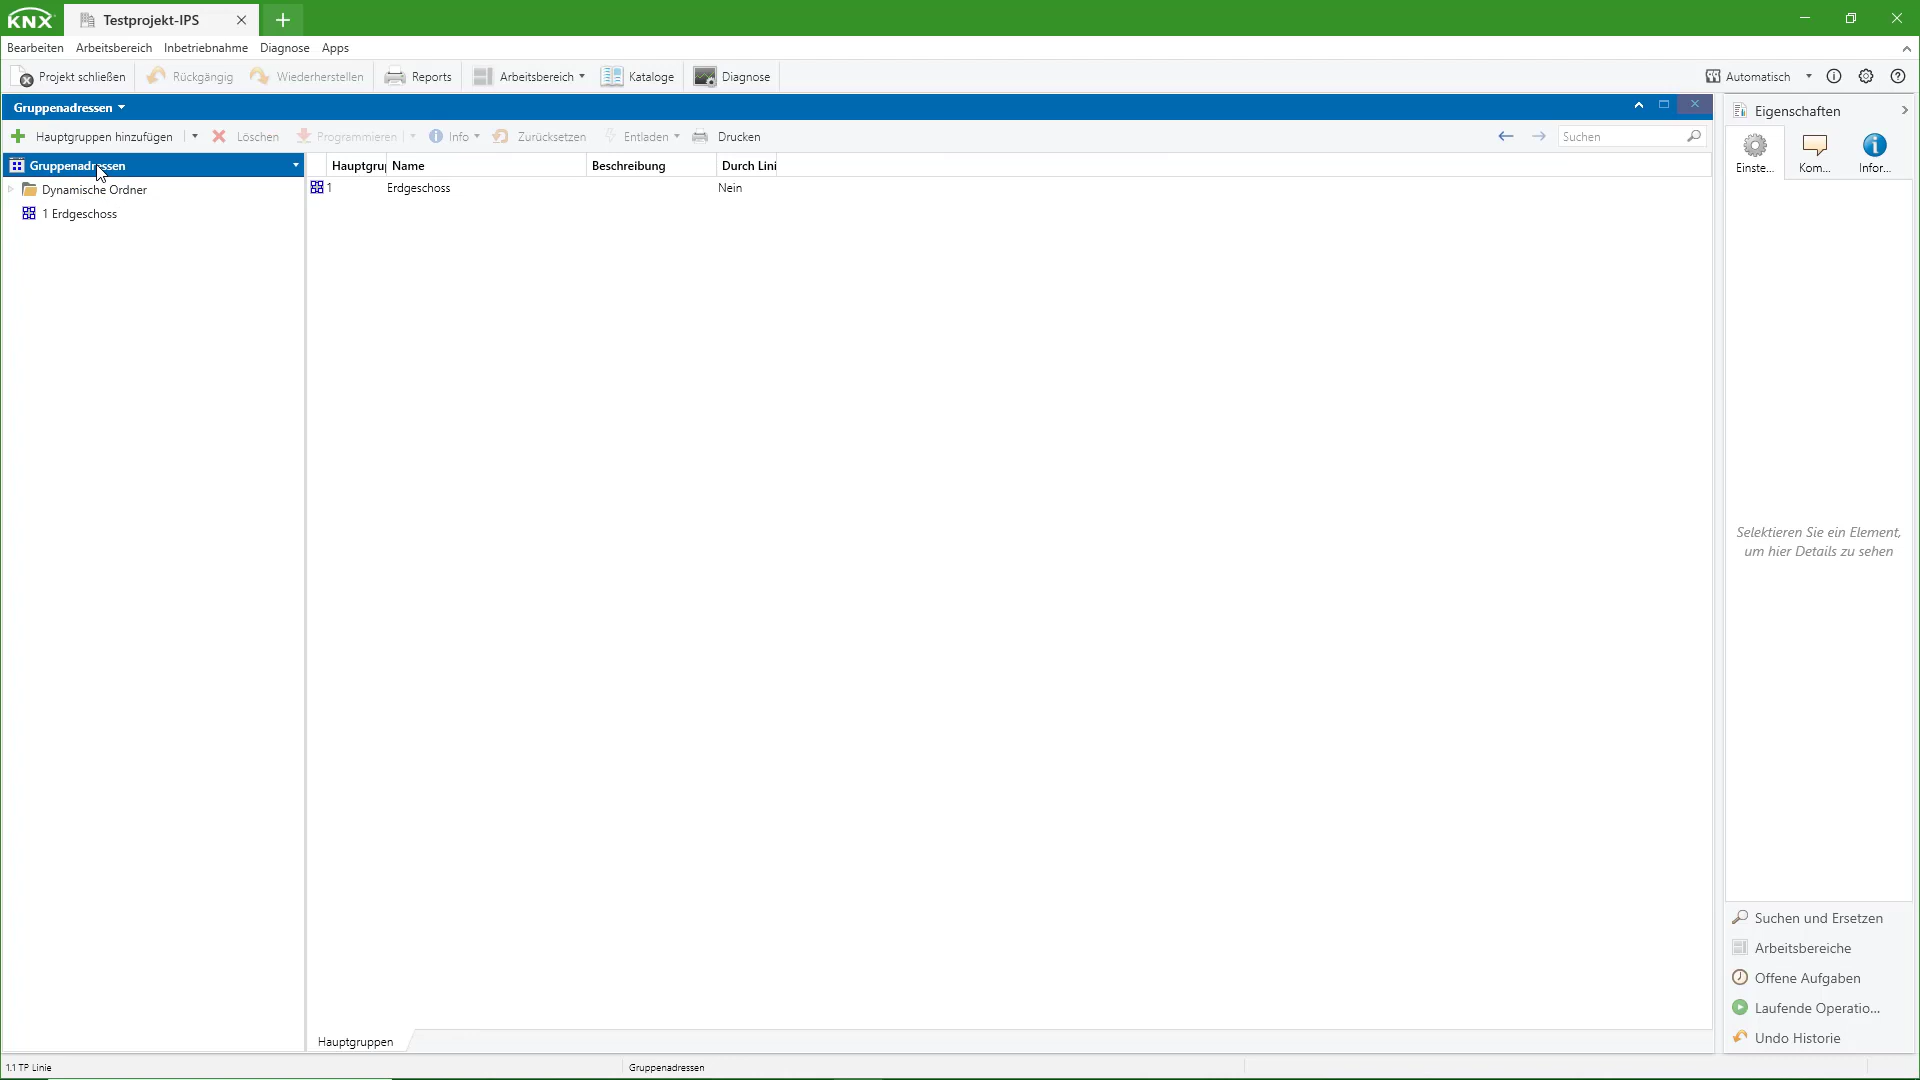 KNX Testprojekt-IPS
Bearbeiten Arbeitsbereich Inbetriebnahme Diagnose Apps
Projekt schließen Rückgängig Wiederherstellen Reports Arbeitsbereich Kataloge Diagnose Automatisch
Gruppenadressen
Hauptgruppen hinzufügen Löschen Programmieren Info Zurücksetzen Entladen Drucken Suchen
Gruppenadressen
Dynamische Ordner
1 Erdgeschoss
Hauptgru Name Beschreibung Durch Lini
1 Erdgeschoss Nein
Hauptgruppen
Eigenschaften
Einste... Kom... Infor...
Selektieren Sie ein Element,
um hier Details zu sehen
Suchen und Ersetzen
Arbeitsbereiche
Offene Aufgaben
Laufende Operatio...
Undo Historie
1.1 TP Linie Gruppenadressen